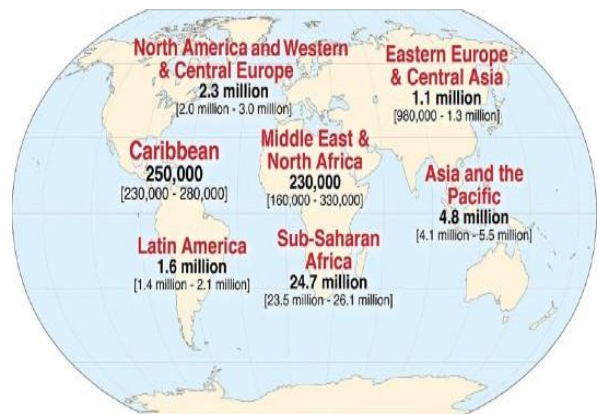 North America and Western
& Central Europe
2.3 million
[2.0 million - 3.0 million]
Eastern Europe
& Central Asia
1.1 million
[980,000 - 1.3 million]
Caribbean
250,000
[230,000 - 280,000]
Middle East &
North Africa
230,000
[160,000 - 330,000]
Asia and the
Pacific
4.8 million
[4.1 million - 5.5 million]
Latin America
1.6 million
[1.4 million - 2.1 million]
Sub-Saharan
Africa
24.7 million
[23.5 million - 26.1 million]